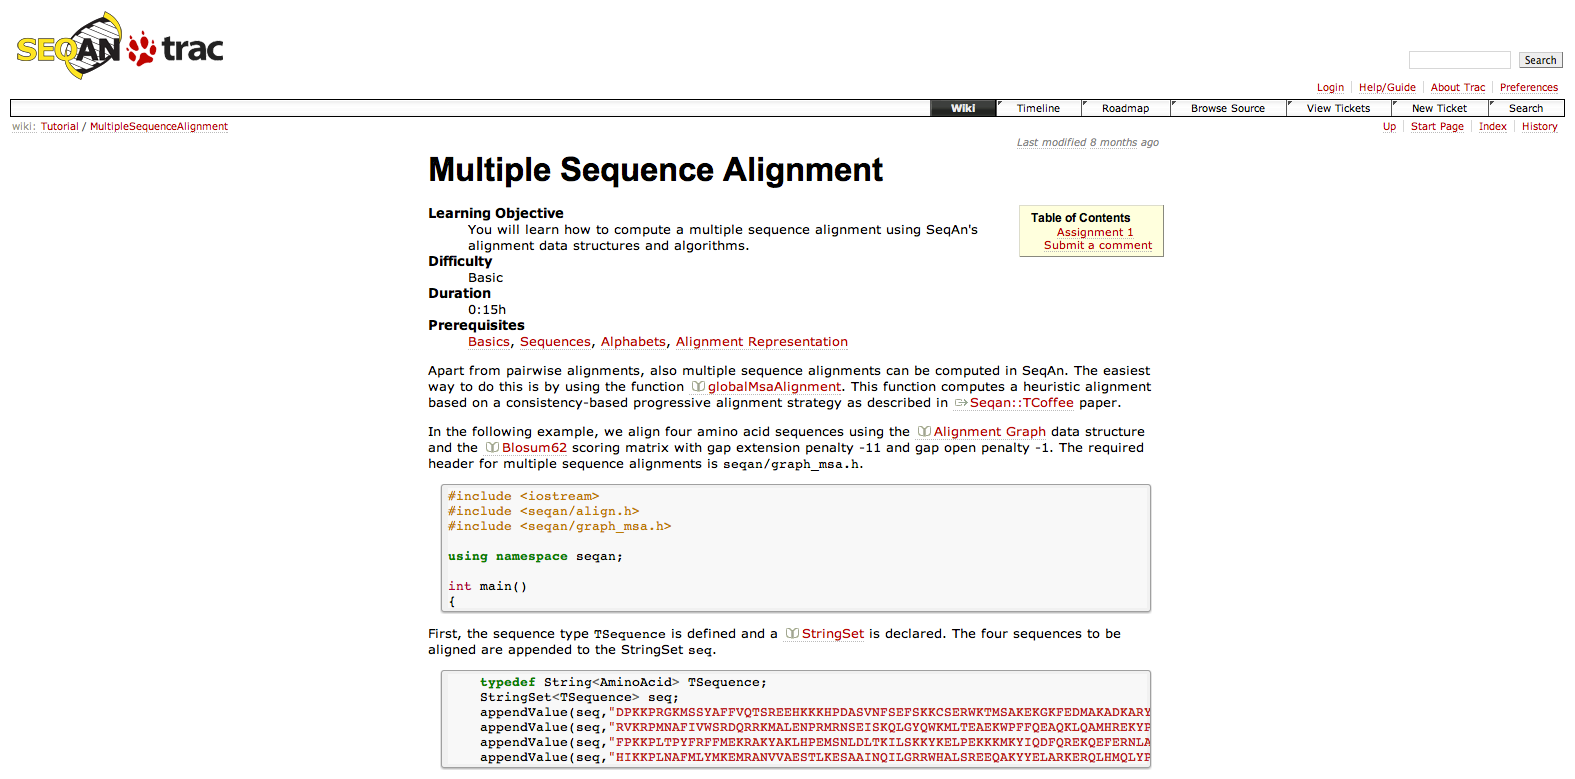 SEQAN trac
Search
Login Help/Guide About Trac Preferences
Wiki Timeline Roadmap Browse Source View Tickets New Ticket Search
wiki: Tutorial / MultipleSequenceAlignment
Up Start Page Index History
Last modified 8 months ago
Multiple Sequence Alignment
Learning Objective
You will learn how to compute a multiple sequence alignment using SeqAn's
alignment data structures and algorithms.
Difficulty
Basic
Duration
0:15h
Prerequisites
Basics, Sequences, Alphabets, Alignment Representation
Table of Contents
Assignment 1
Submit a comment
Apart from pairwise alignments, also multiple sequence alignments can be computed in SeqAn. The easiest
way to do this is by using the function globalMsaAlignment. This function computes a heuristic alignment
based on a consistency-based progressive alignment strategy as described in Seqan::TCoffee paper.
In the following example, we align four amino acid sequences using the Alignment Graph data structure
and the Blosum62 scoring matrix with gap extension penalty -11 and gap open penalty -1. The required
header for multiple sequence alignments is seqan/graph_msa.h.
#include <iostream>
#include <seqan/align.h>
#include <seqan/graph_msa.h>
using namespace seqan;
int main()
{
First, the sequence type TSequence is defined and a StringSet is declared. The four sequences to be
aligned are appended to the StringSet seq.
typedef String<AminoAcid> TSequence;
StringSet<TSequence> seq;
appendValue(seq,"DPKKPRGKMSSYAFFVQTSREEHKKKHPDASVNFSEFSKKCSERWKTMSAKEKGKFEDMAKADKARY
appendValue(seq,"RVKRPMNAFIVWSRDQRRKMALENPRMRNSEISKQLGYQWKMLTEAEKWPFFQEAQKLQAMHREKYP
appendValue(seq,"FPKKPLTPYFRFFMEKRAKYAKLHPEMSNLDLTKILSKKYKELPEKKKMKYIQDFQREKQEFERNLA
appendValue(seq,"HIKKPLNAFMLYMKEMRANVVAESTLKESAAINQILGRRWHALSREEQAKYYELARKERQLHMQLYP